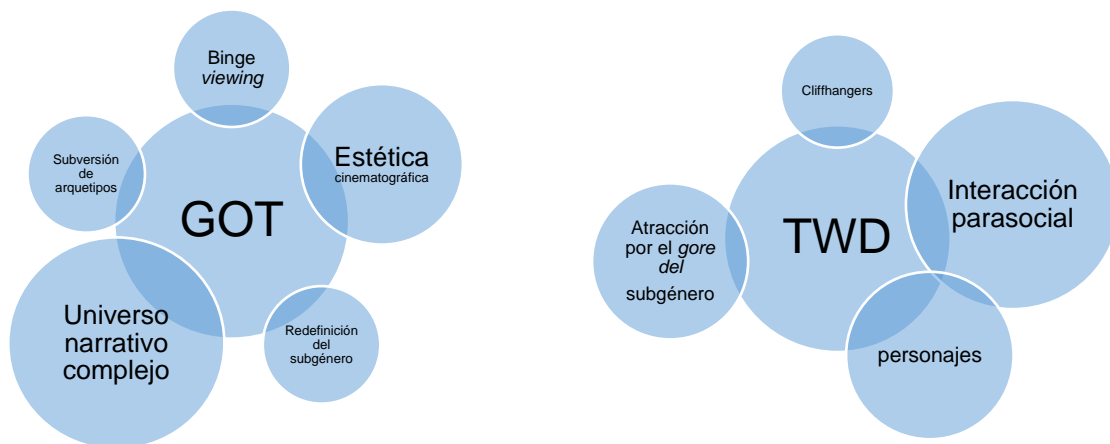 Binge
viewing
Estética
cinematográfica
Subversión
de
arquetipos
GOT
Universo
narrativo
complejo
Redefinición
del
subgénero
Cliffhangers
Interacción
parasocial
TWD
Atracción
por el gore
del
subgénero
personajes